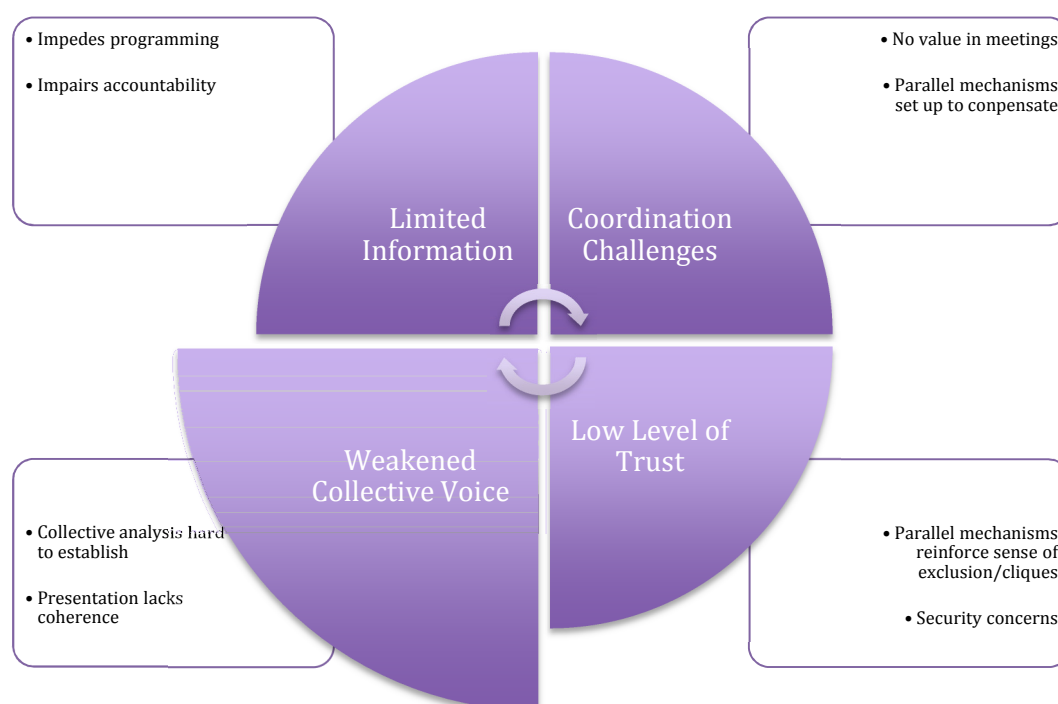 • Impedes programming
• Impairs accountability
• No value in meetings
• Parallel mechanisms
set up to conpensate
Limited
Information
Coordination
Challenges
Weakened
Collective Voice
Low Level of
Trust
• Collective analysis hard
to establish
• Presentation lacks
coherence
• Parallel mechanisms
reinforce sense of
exclusion/cliques
• Security concerns